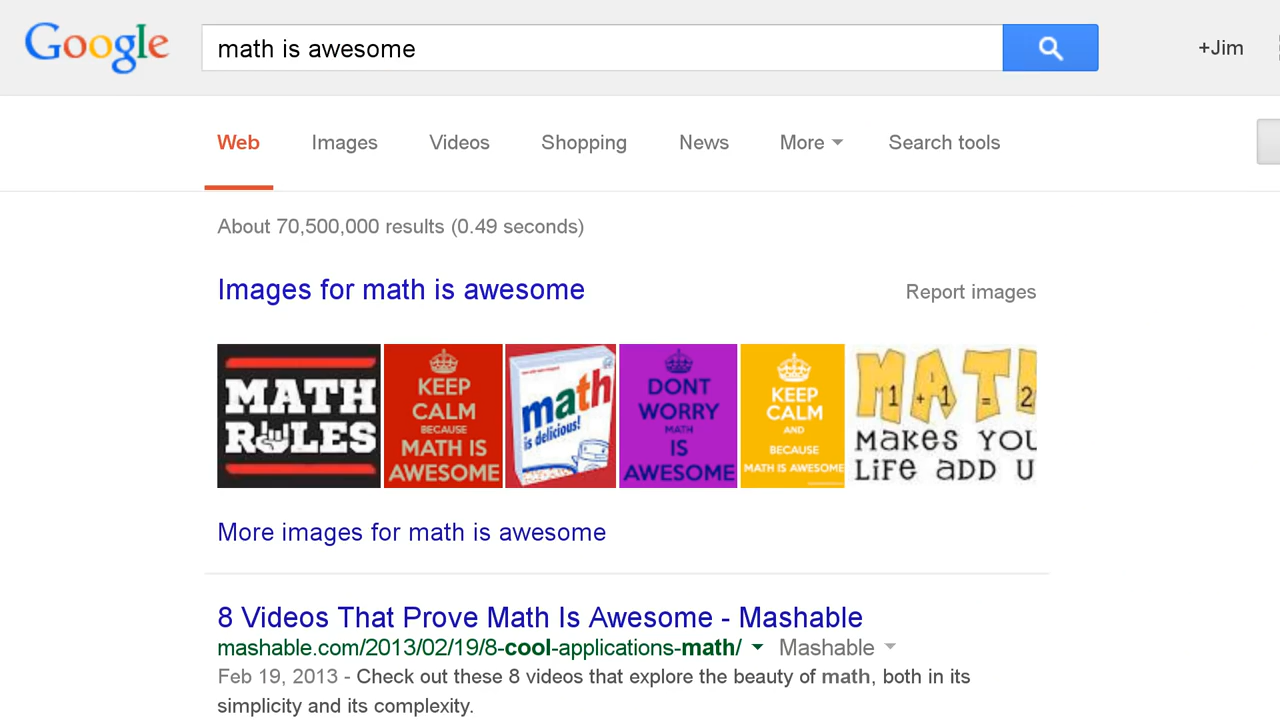 Google
math is awesome
+Jim
Web Images Videos Shopping News More Search tools
About 70,500,000 results (0.49 seconds)
Images for math is awesome
Report images
MATH
RULES
KEEP
CALM
BECAUSE
MATH IS
AWESOME
math
is delicious!
DONT
WORRY
MATH
IS
AWESOME
KEEP
CALM
AND
BECAUSE
MATH IS AWESOME
MAT
1 + 1 = 2
MAKES YOU
LIFE ADD U
More images for math is awesome
8 Videos That Prove Math Is Awesome - Mashable
mashable.com/2013/02/19/8-cool-applications-math/ Mashable
Feb 19, 2013 - Check out these 8 videos that explore the beauty of math, both in its
simplicity and its complexity.